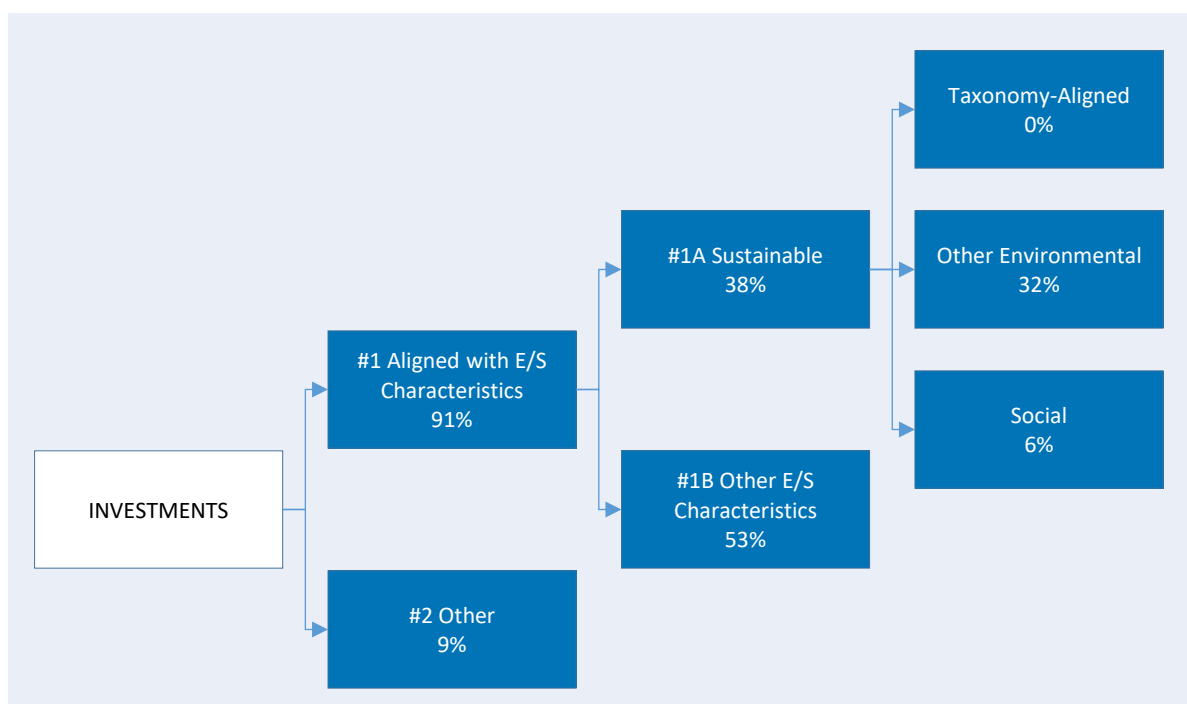 INVESTMENTS
#1 Aligned with E/S
Characteristics
91%
#2 Other
9%
#1A Sustainable
38%
#1B Other E/S
Characteristics
53%
Taxonomy-Aligned
0%
Other Environmental
32%
Social
6%